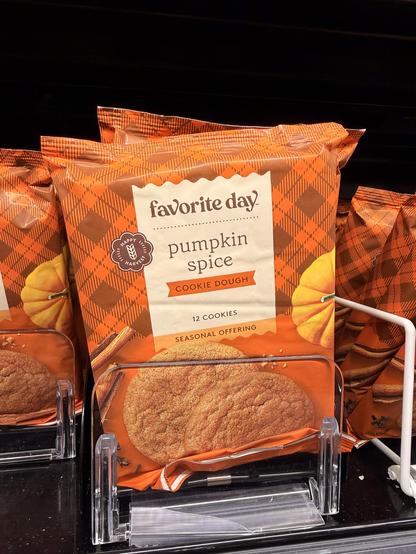 favorite day
pumpkin
spice
COOKIE DOUGH
12 COOKIES
SEASONAL OFFERING
HAPPY
HARVEST